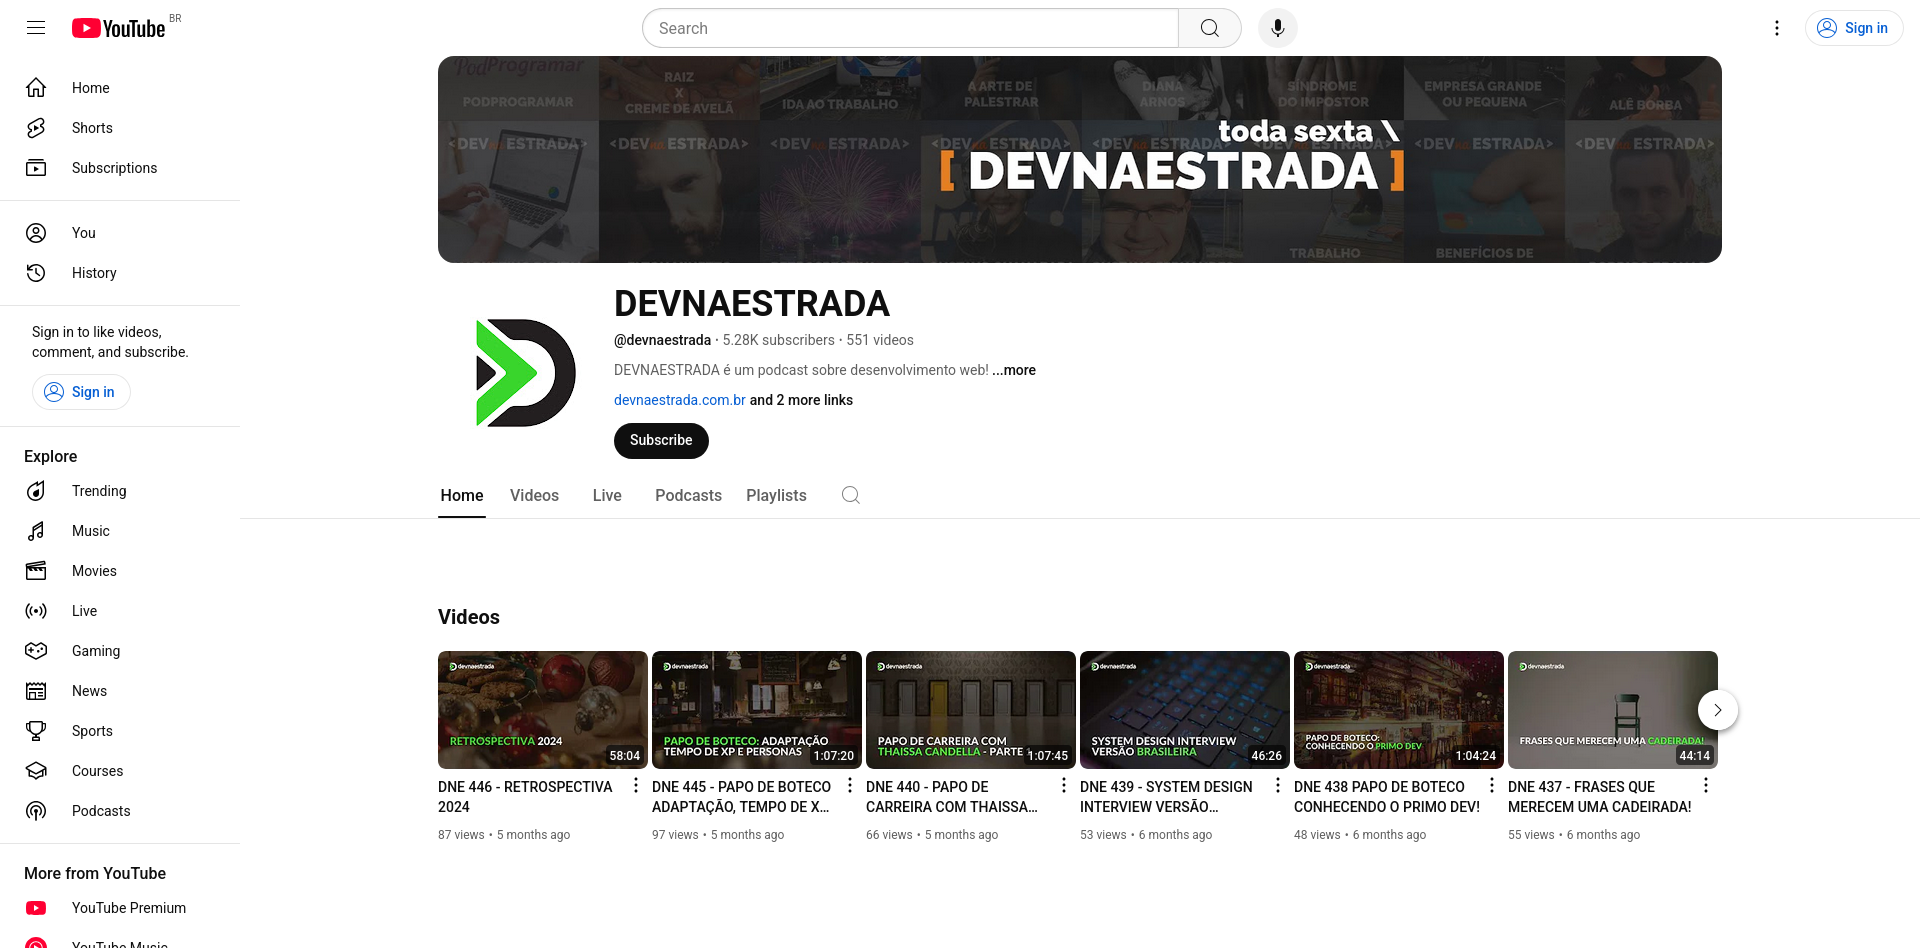 YouTube BR
Search
Sign in
Home
Shorts
Subscriptions
You
History
Sign in to like videos,
comment, and subscribe.
Sign in
Explore
Trending
Music
Movies
Live
Gaming
News
Sports
Courses
Podcasts
More from YouTube
YouTube Premium
YouTube Music
PodProgramar
PODPROGRAMAR
RAIZ
X
CREME DE AVELÃ
IDA AO TRABALHO
A ARTE DE
PALESTRAR
DIANA
ARNOS
SÍNDROME
DO IMPOSTOR
EMPRESA GRANDE
OU PEQUENA
ALÊ BORBA
toda sexta \
[ DEVNAESTRADA ]
<DEV NA ESTRADA>
<DEV NA ESTRADA>
<DEV NA ESTRADA>
<DEV NA ESTRADA>
<DEV NA ESTRADA>
TRABALHO
BENEFÍCIOS DE
DEVNAESTRADA
@devnaestrada · 5.28K subscribers · 551 videos
DEVNAESTRADA é um podcast sobre desenvolvimento web! ...more
devnaestrada.com.br and 2 more links
Subscribe
Home
Videos
Live
Podcasts
Playlists
Videos
devnaestrada
RETROSPECTIVA 2024
58:04
DNE 446 - RETROSPECTIVA
2024
87 views • 5 months ago
devnaestrada
PAPO DE BOTECO: ADAPTAÇÃO
TEMPO DE XP E PERSONAS
1:07:20
DNE 445 - PAPO DE BOTECO
ADAPTAÇÃO, TEMPO DE X...
97 views • 5 months ago
devnaestrada
PAPO DE CARREIRA COM
THAISSA CANDELLA - PARTE
1:07:45
DNE 440 - PAPO DE
CARREIRA COM THAISSA...
66 views • 5 months ago
devnaestrada
SYSTEM DESIGN INTERVIEW
VERSÃO BRASILEIRA
46:26
DNE 439 - SYSTEM DESIGN
INTERVIEW VERSÃO...
53 views • 6 months ago
devnaestrada
PAPO DE BOTECO:
CONHECENDO O PRIMO DEV
1:04:24
DNE 438 PAPO DE BOTECO
CONHECENDO O PRIMO DEV!
48 views • 6 months ago
devnaestrada
FRASES QUE MERECEM UMA CADEIRADA!
44:14
DNE 437 - FRASES QUE
MERECEM UMA CADEIRADA!
55 views • 6 months ago